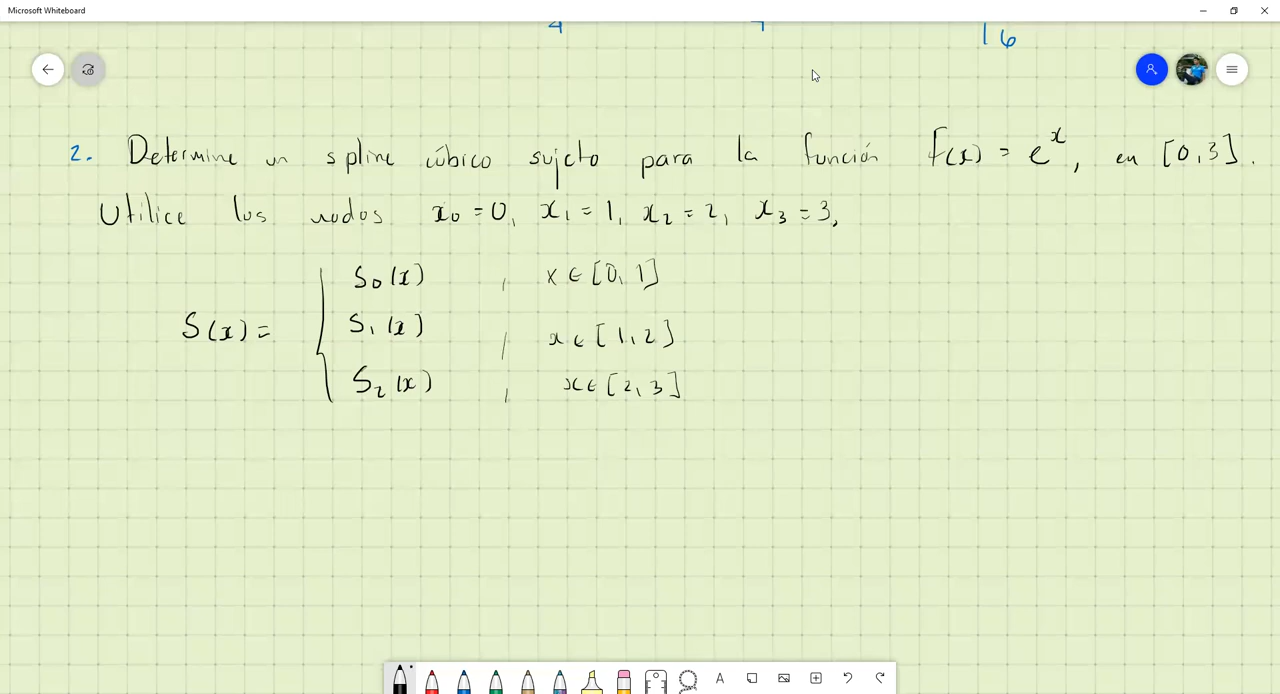 Microsoft Whiteboard
16
2. Determine un spline cúbico sujeto para la función f(x) = e^x, en [0,3].
Utilice los nodos x₀ = 0, x₁ = 1, x₂ = 2, x₃ = 3,
S₀(x) , x ∈ [0, 1]
S(x) = { S₁(x) , x ∈ [1, 2]
S₂(x) , x ∈ [2, 3]
A